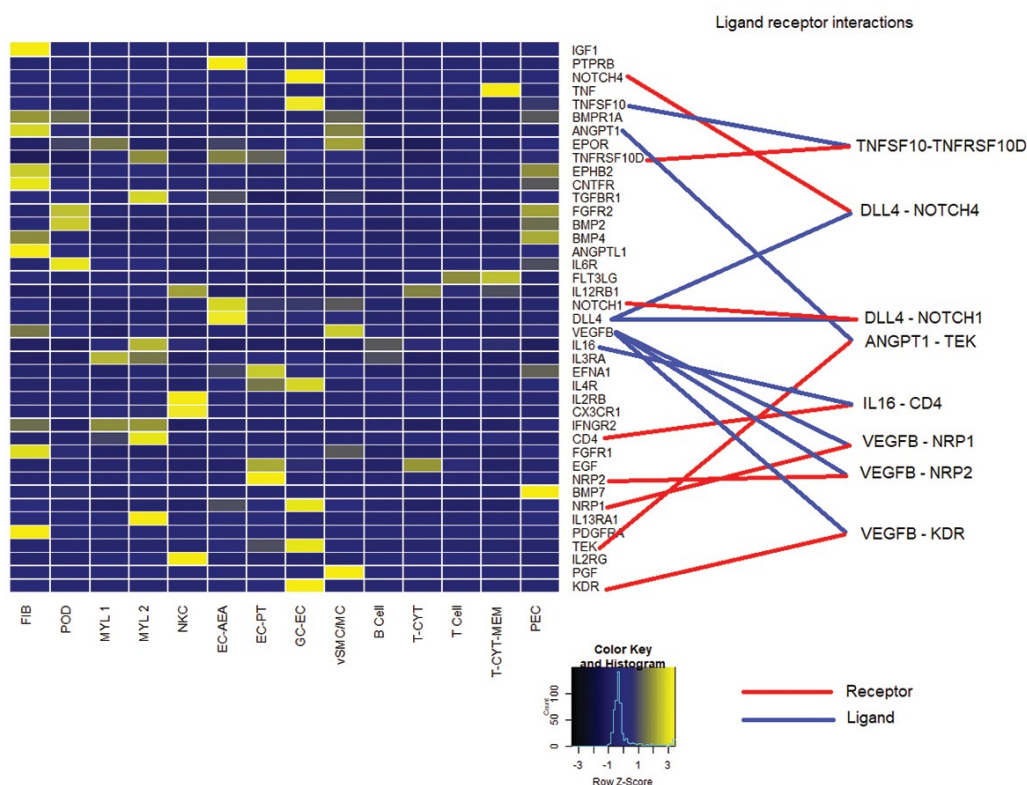 Ligand receptor interactions
IGF1
PTPRB
NOTCH4
TNF
TNFSF10
BMPR1A
ANGPT1
EPOR
TNFRSF10D
EPHB2
CNTFR
TGFBR1
FGFR2
BMP2
BMP4
ANGPTL1
IL6R
FLT3LG
IL12RB1
NOTCH1
DLL4
VEGFB
IL16
IL3RA
EFNA1
IL4R
IL2RB
CX3CR1
IFNGR2
CD4
FGFR1
EGF
NRP2
BMP7
NRP1
IL13RA1
PDGFRA
TEK
IL2RG
PGF
KDR
TNFSF10-TNFRSF10D
DLL4 - NOTCH4
DLL4 - NOTCH1
ANGPT1 - TEK
IL16 - CD4
VEGFB - NRP1
VEGFB - NRP2
VEGFB - KDR
FIB
POD
MYL 1
MYL 2
NKC
EC-AEA
EC-PT
GC-EC
vSMC/MC
B Cell
T-CYT
T Cell
T-CYT-MEM
PEC
Color Key
and Histogram
Count
0 50 100
-3 -1 1 3
Row Z-Score
Receptor
Ligand